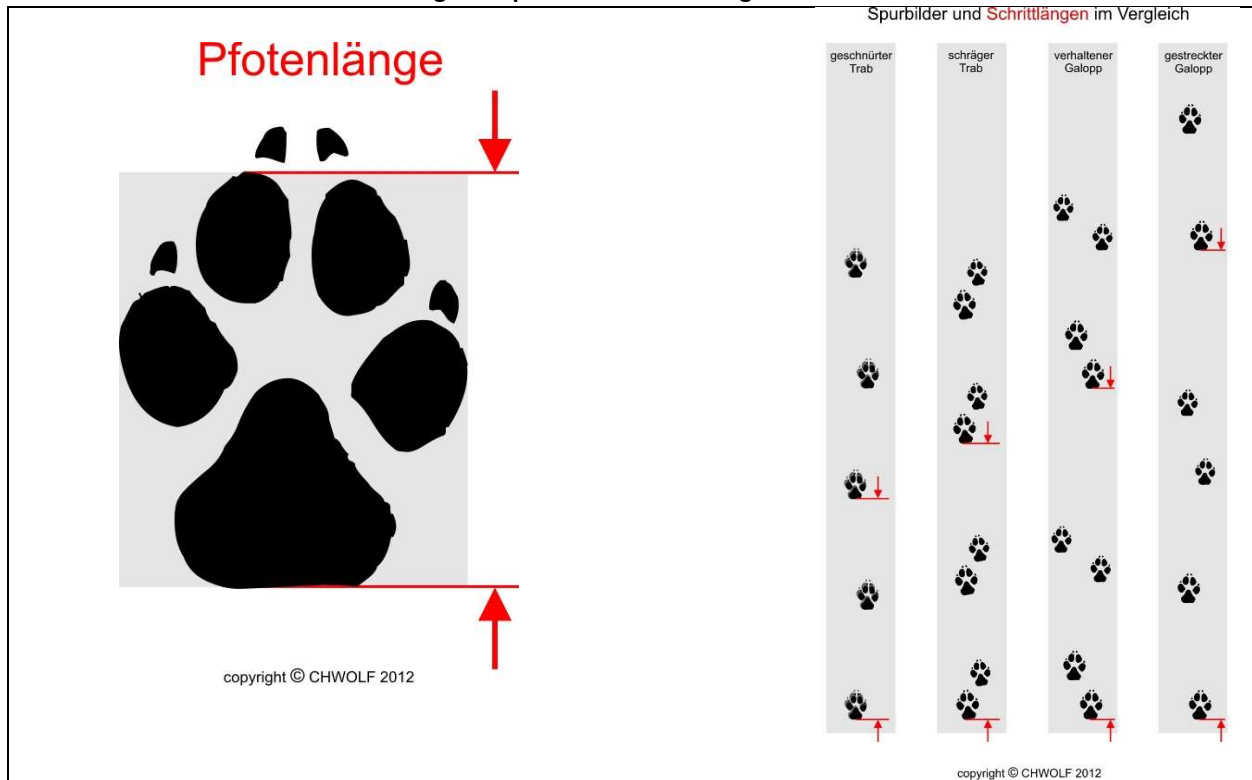 Pfotenlänge
copyright © CHWOLF 2012
Spurbilder und Schrittlängen im Vergleich
geschnürter
Trab
schräger
Trab
verhaltener
Galopp
gestreckter
Galopp
copyright © CHWOLF 2012